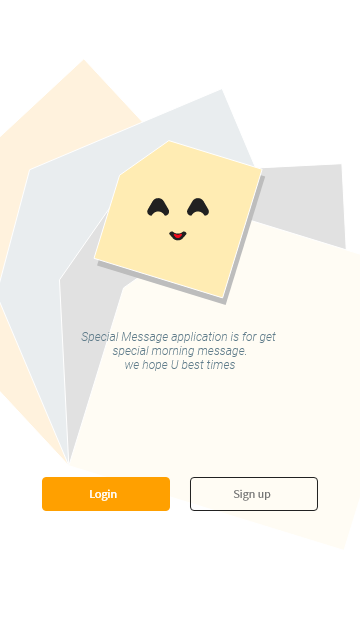 Special Message application is for get
special morning message.
we hope U best times
Login
Sign up